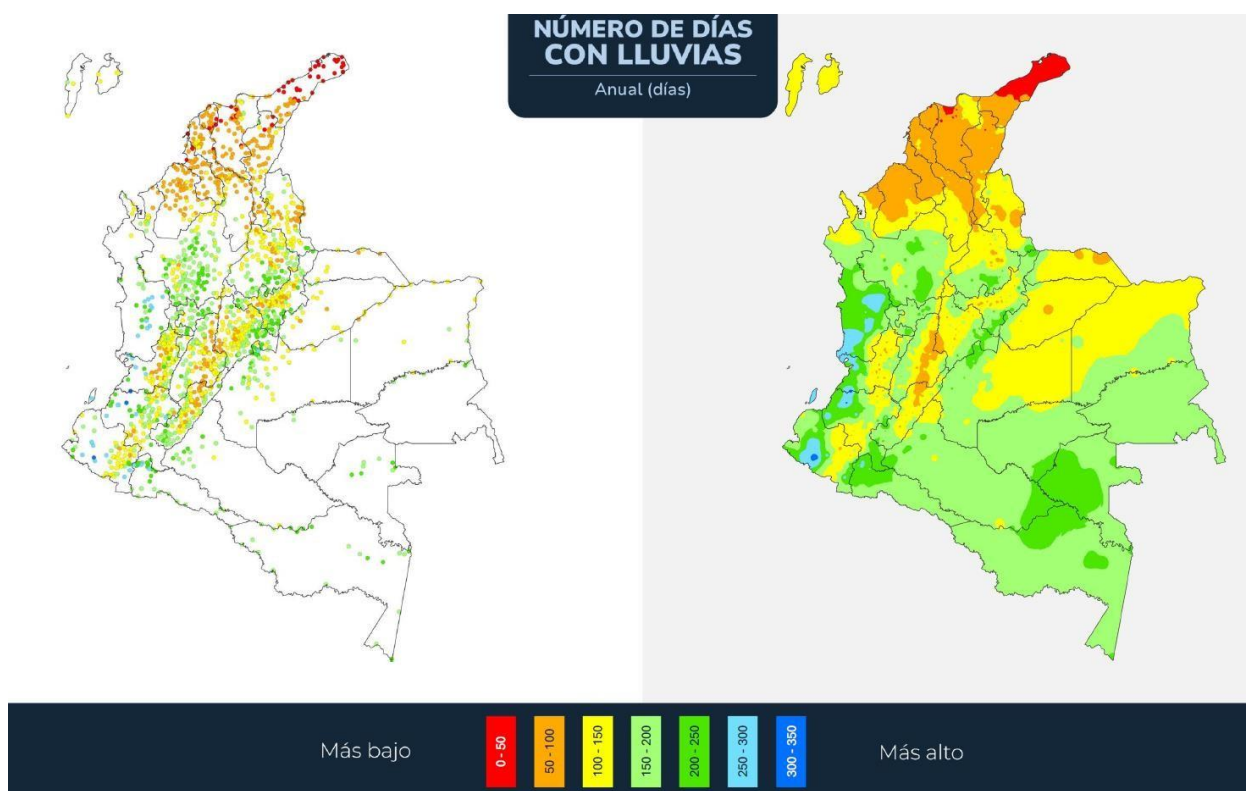 NÚMERO DE DÍAS
CON LLUVIAS
Anual (días)
Más bajo
0 - 50
50 - 100
100 - 150
150 - 200
200 - 250
250 - 300
300 - 350
Más alto